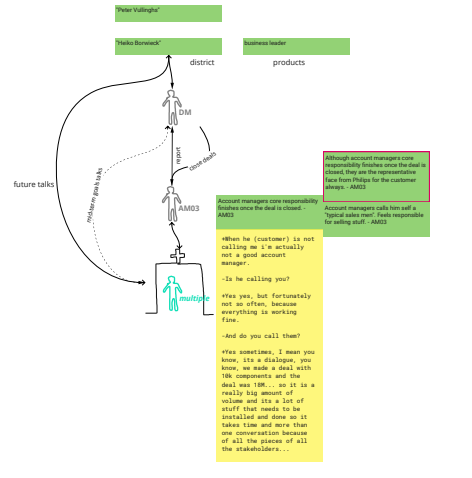 "Peter Vullinghs"
"Heiko Borwieck"
business leader
district
products
DM
report
close deals
future talks
mid-term goals talks
AM03
Although account managers core
responsibility finishes once the deal is
closed, they are the representative
face from Philips for the customer
always. - AM03
Account managers core responsibility
finishes once the deal is closed. -
AM03
Account managers calls him self a
"typical sales men". Feels responsible
for selling stuff. - AM03
+When he (customer) is not
calling me i'm actually
not a good account
manager.
-Is he calling you?
+Yes yes, but fortunately
not so often, because
everything is working
fine.
-And do you call them?
+Yes sometimes, I mean you
know, its a dialogue, you
know, we made a deal with
10k components and the
deal was 18M... so it is a
really big amount of
volume and its a lot of
stuff that needs to be
installed and done so it
takes time and more than
one conversation because
of all the pieces of all
the stakeholders...
multiple